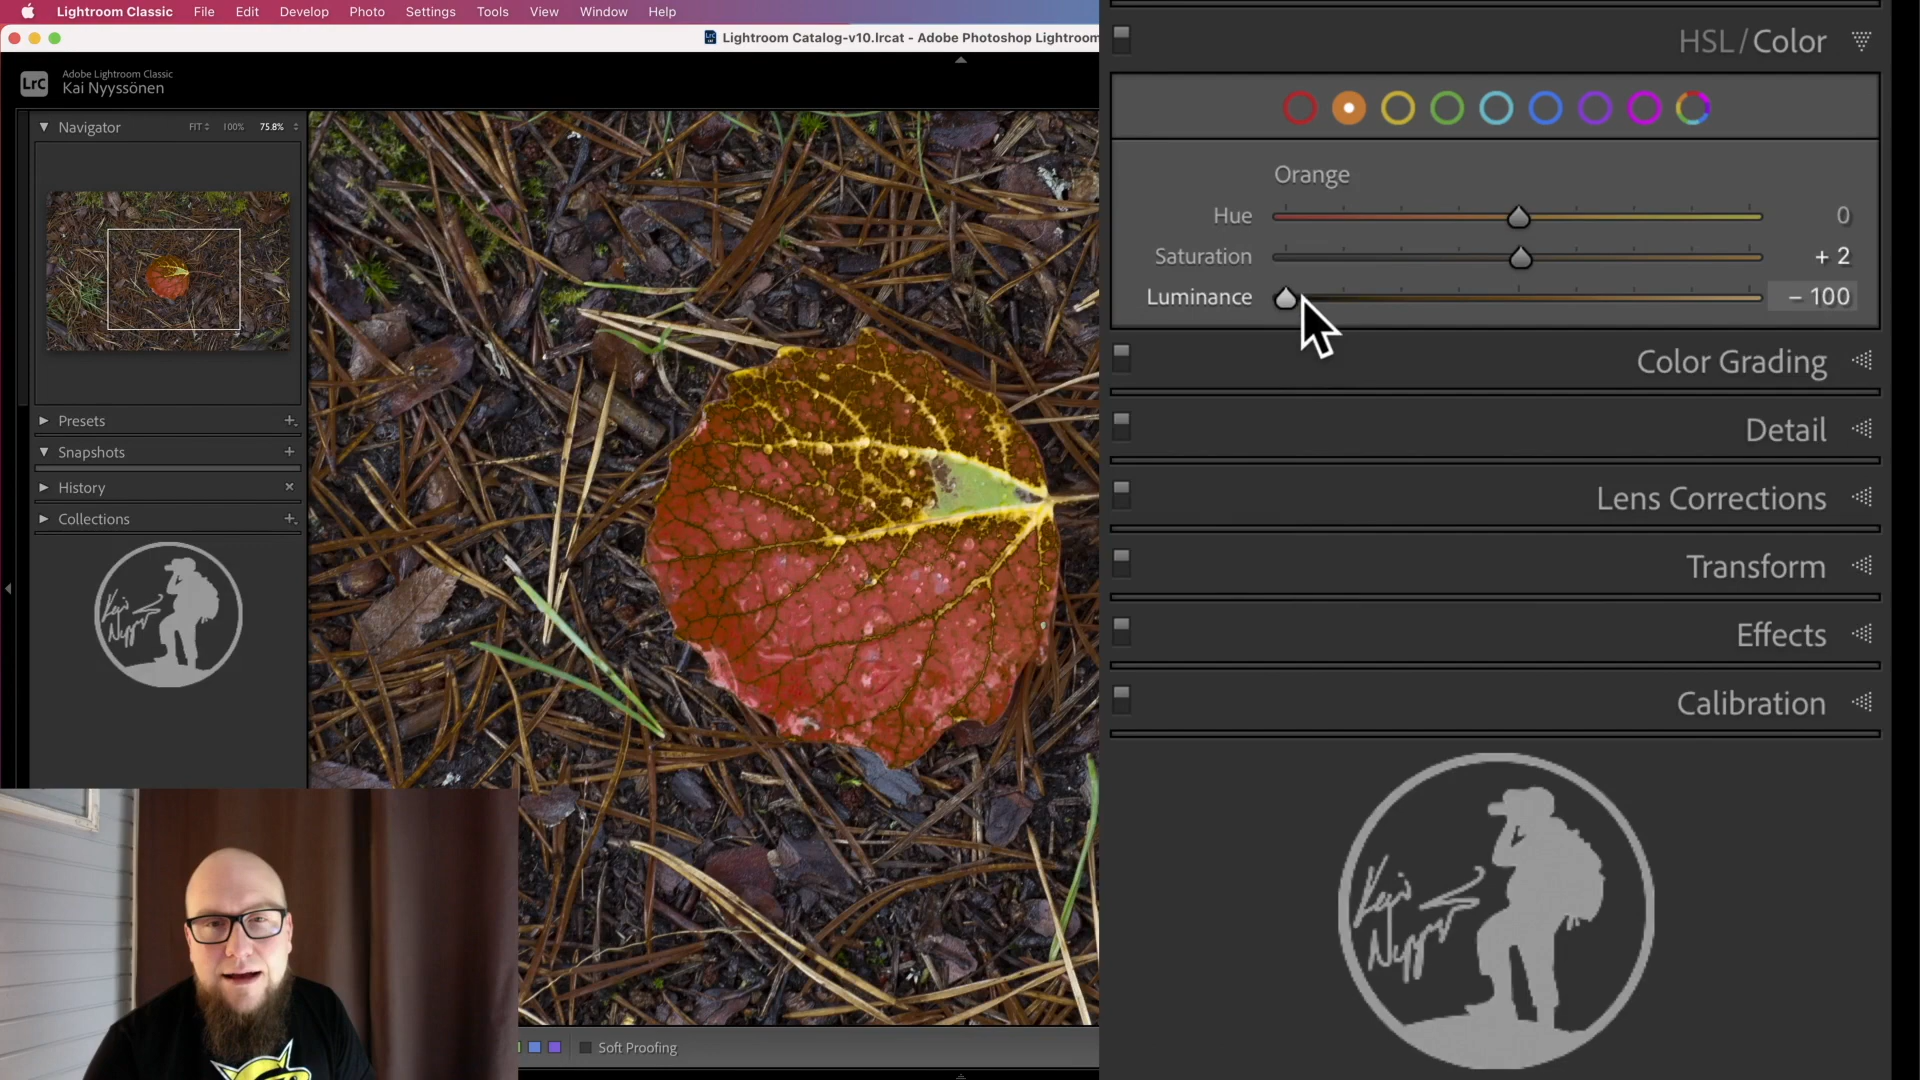 Lightroom Classic File Edit Develop Photo Settings Tools View Window Help
Lightroom Catalog-v10.lrcat - Adobe Photoshop Lightroom
LrC
Adobe Lightroom Classic
Kai Nyyssönen
Navigator FIT 100% 75.8%
Presets
Snapshots
History
Collections
Soft Proofing
HSL / Color
Orange
Hue 0
Saturation + 2
Luminance - 100
Color Grading
Detail
Lens Corrections
Transform
Effects
Calibration